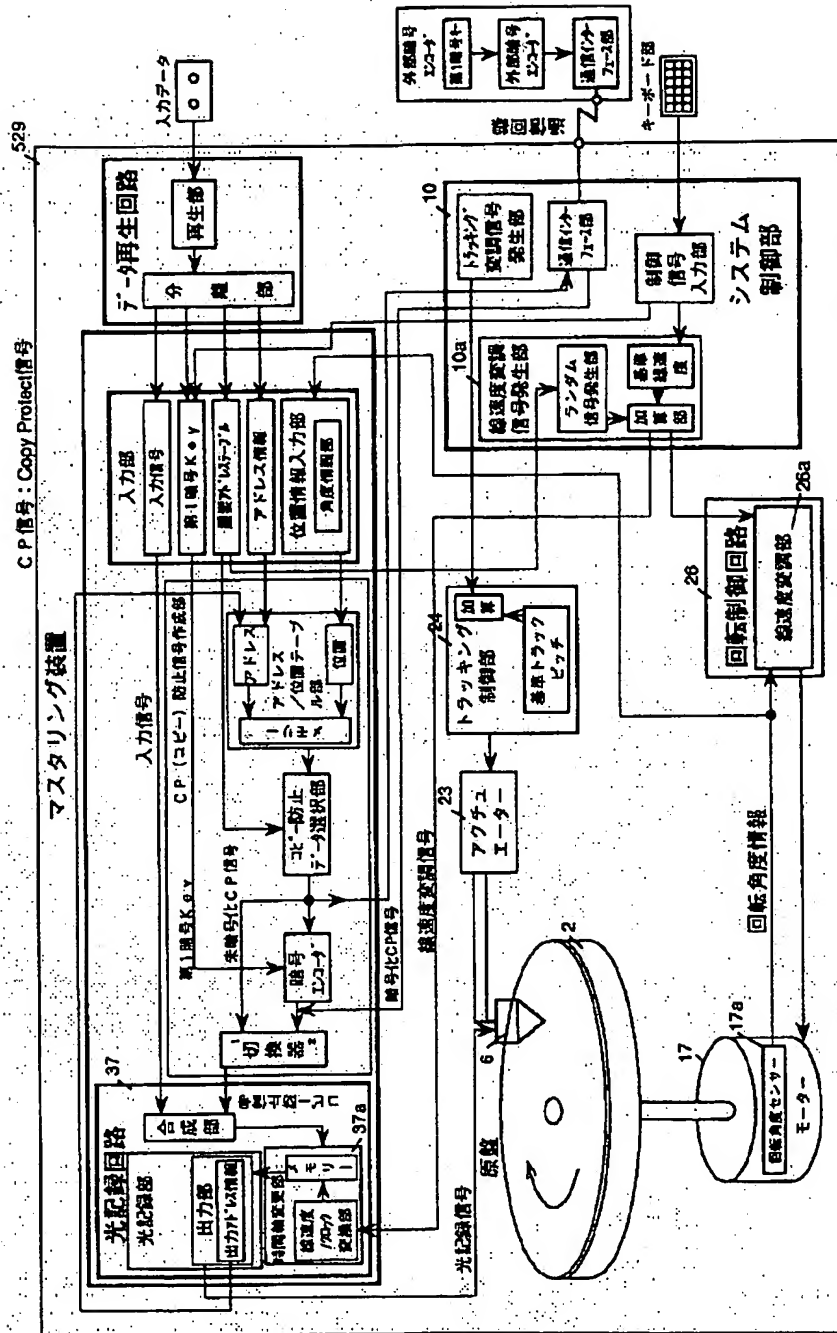 CP信号:Copy Protect信号
529
マスタリング装置
入力データ
データ再生回路
再生部
分離部
入力部
入力信号
第1暗号Key
重要アドレステーブル
アドレス情報
位置情報入力部
角度情報部
入力信号
CP(コピー)防止信号作成部
第1暗号Key
未暗号化CP信号
暗号化CP信号
アドレス
アドレス
/位置テーブ
ル部
位置
コピー防止
データ選択部
暗号
エンコーダ
1
切換器
2
37
光記録回路
光記録部
合成部
出力部
出力アドレス情報
時間軸変更部
37a
メモリー
線速度
/クロック
変換部
光記録信号
線速度変調信号
外部暗号
エンコーダ
第1暗号キー
外部暗号
エンコーダ
通信インター
フェース部
キーボード部
10
トラッキング
変調信号
発生部
通信インター
フェース部
制御
信号
入力部
システム
制御部
10a
線速度変調
信号発生部
ランダム
信号発生部
基準
線速
度
加算
部
24
トラッキング
制御部
加算
基準トラック
ピッチ
23
アクチュ
エーター
26
回転制御回路
26a
線速度変調部
回転角度情報
原盤
6
2
17
17a
回転角度センサー
モーター